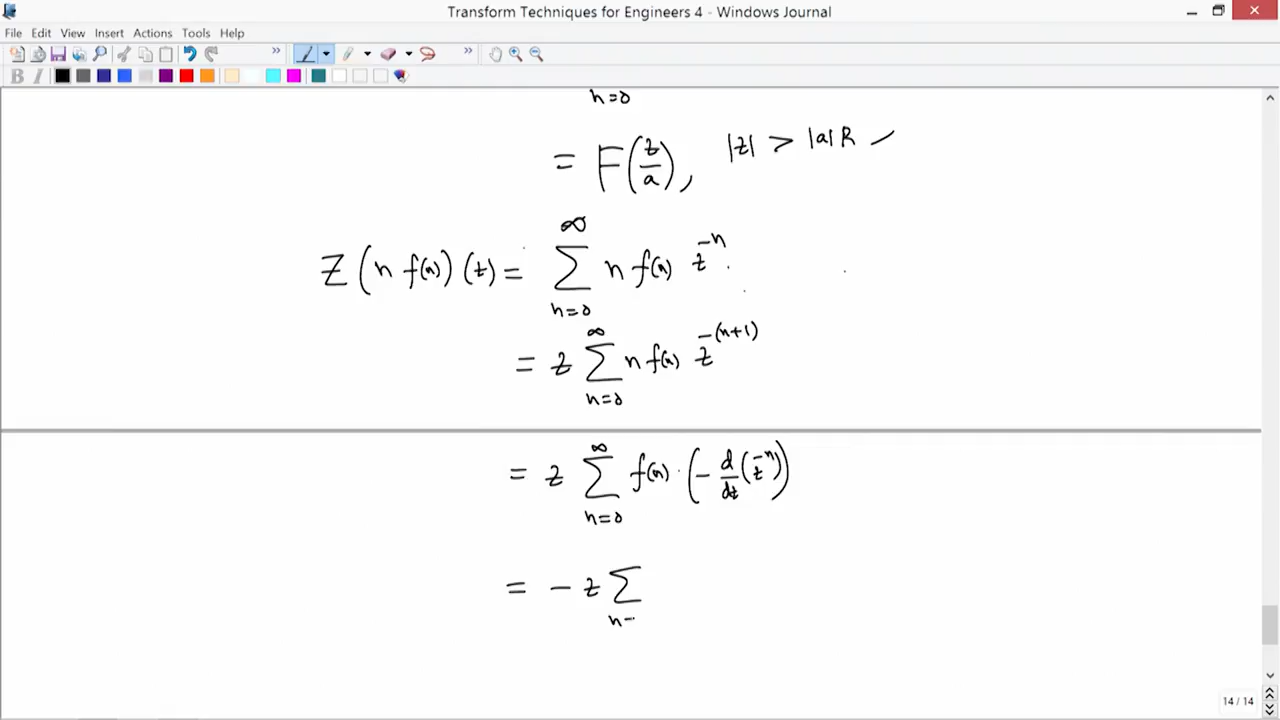 Transform Techniques for Engineers 4 - Windows Journal
File Edit View Insert Actions Tools Help
n=0
= F(z/a), |z| > |a|R ✓
Z(n f(n))(z) = ∑_{n=0}^{∞} n f(n) z^{-n}.
= z ∑_{n=0}^{∞} n f(n) z^{-(n+1)}
= z ∑_{n=0}^{∞} f(n) · (- d/dz (z^{-n}))
= - z ∑_{n-}
14 / 14